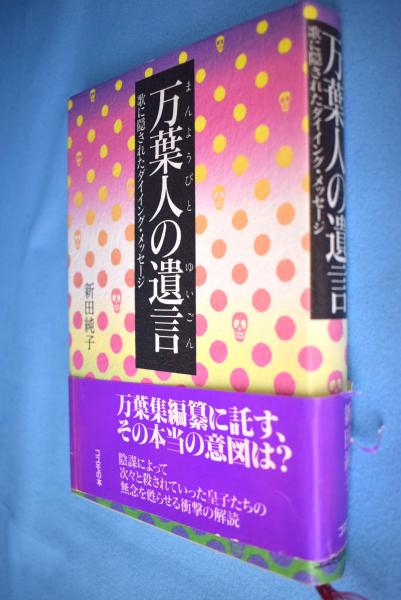 万葉人の遺言
まんようびと
ゆいごん
歌に隠されたダイイング・メッセージ
新田純子
万葉集編纂に託す、
その本当の意図は?
陰謀によって
次々と殺されていった皇子たちの
無念を甦らせる衝撃の解読
コスモの本
万葉人の遺言
歌に隠されたダイイング・メッセージ